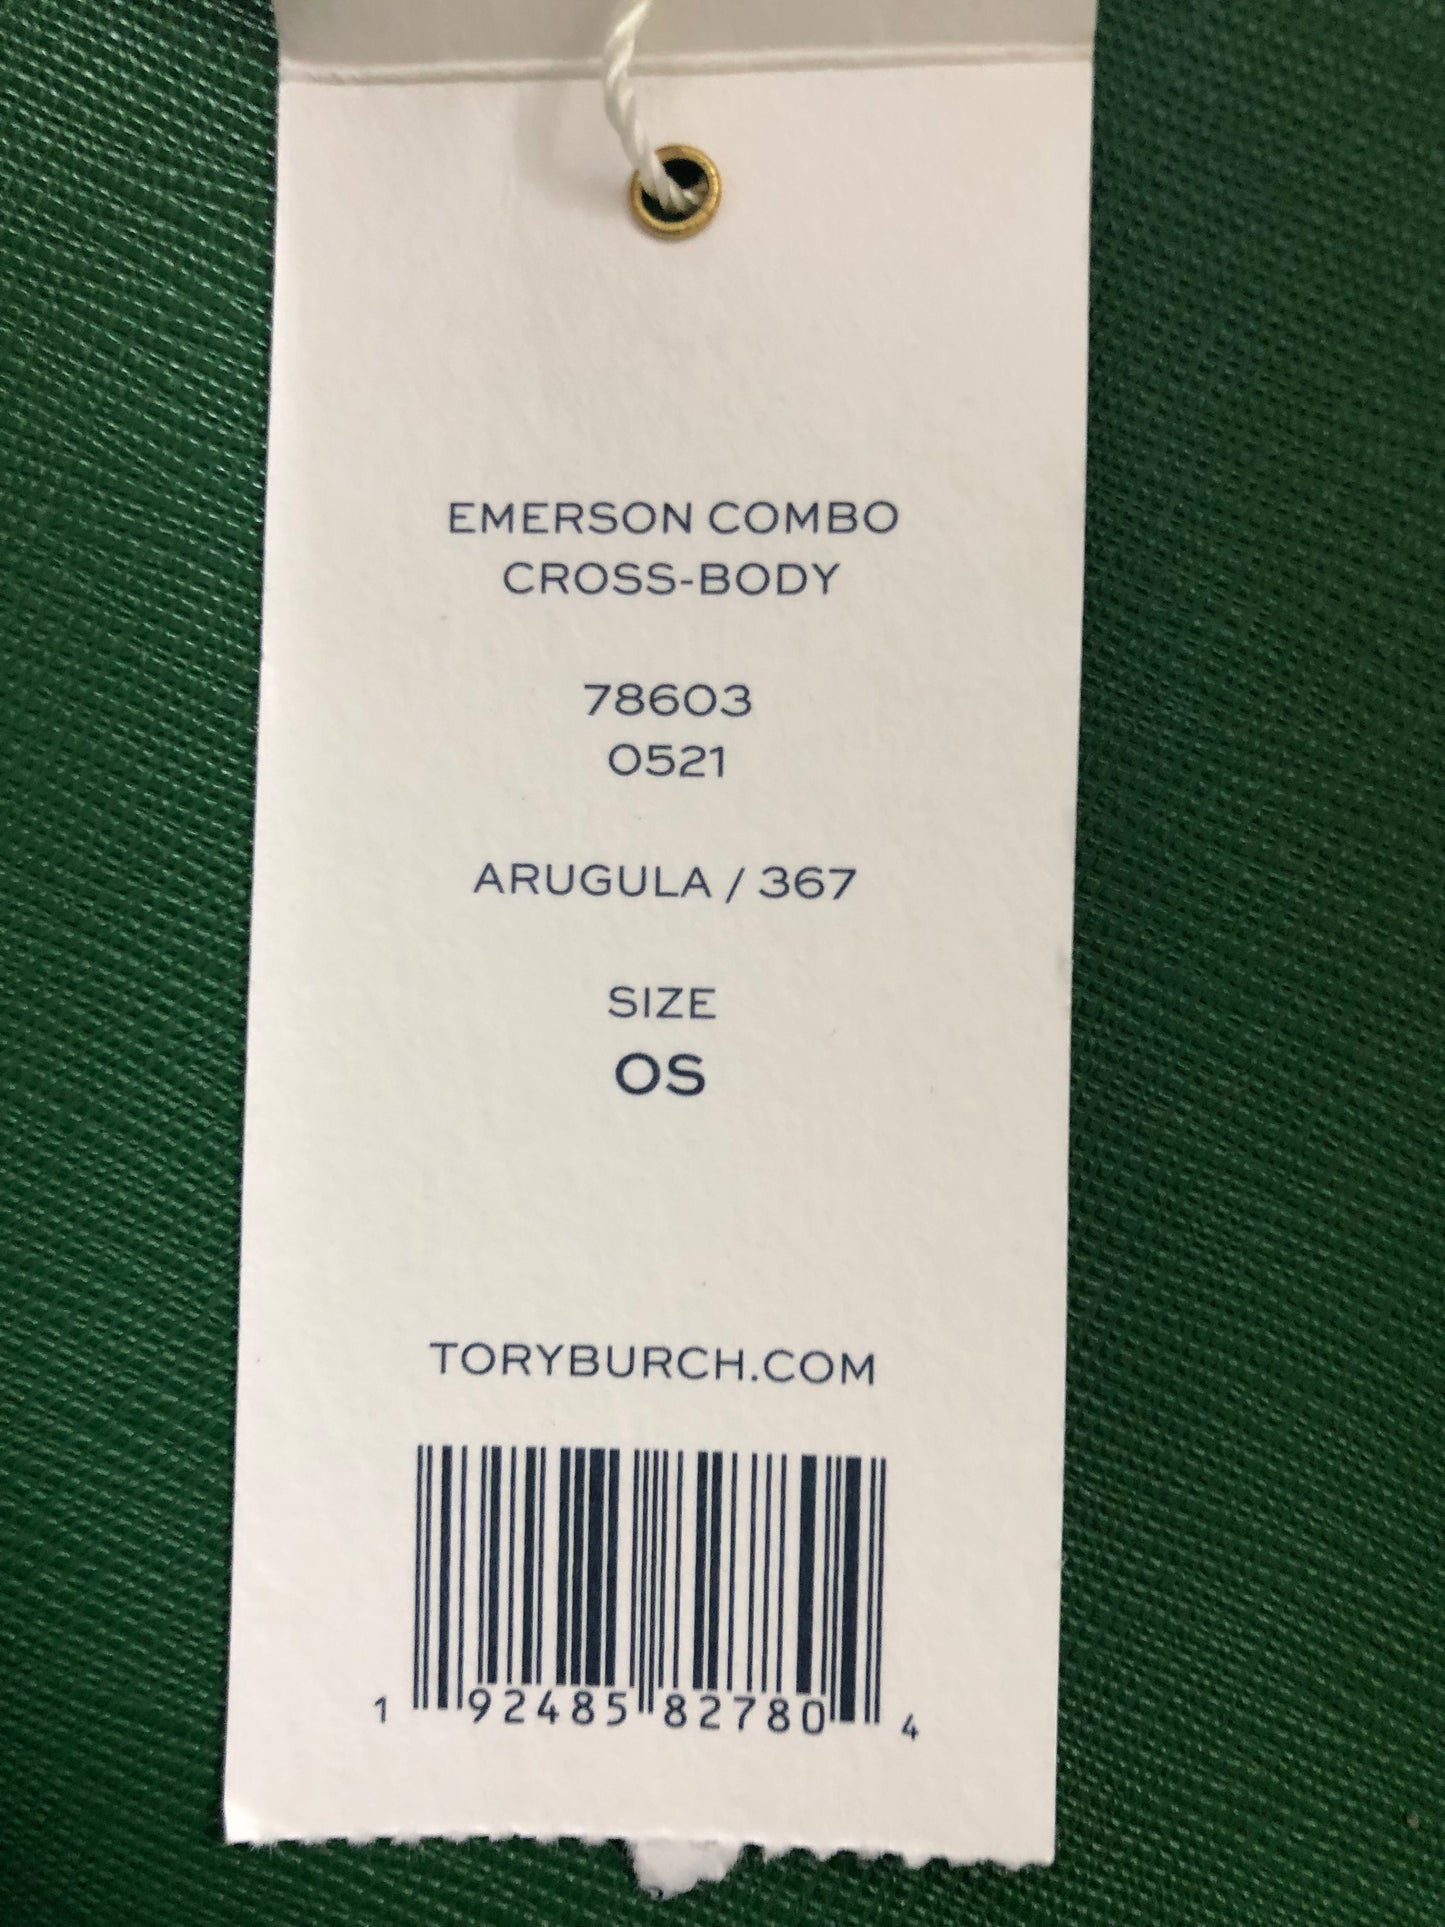 EMERSON COMBO
CROSS-BODY
78603
0521
ARUGULA / 367
SIZE
OS
TORYBURCH.COM
1 92485 82780 4